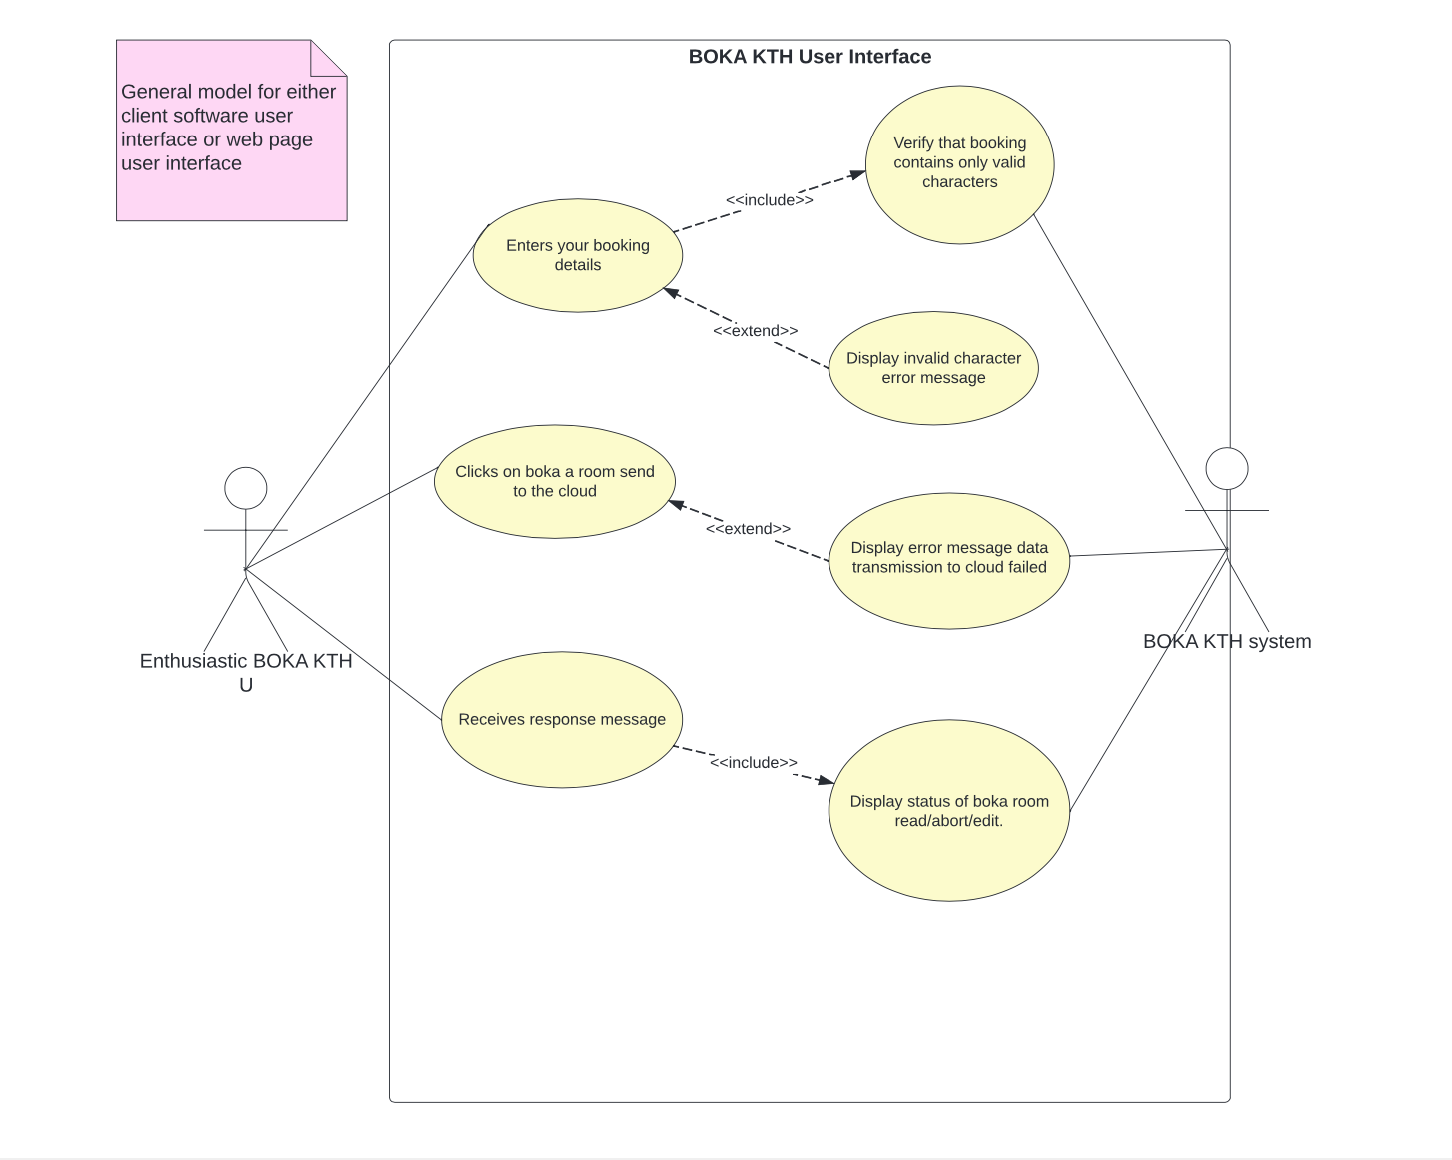 BOKA KTH User Interface
General model for either
client software user
interface or web page
user interface
Verify that booking
contains only valid
characters
<<include>>
Enters your booking
details
<<extend>>
Display invalid character
error message
Clicks on boka a room send
to the cloud
<<extend>>
Display error message data
transmission to cloud failed
BOKA KTH system
Enthusiastic BOKA KTH
U
Receives response message
<<include>>
Display status of boka room
read/abort/edit.